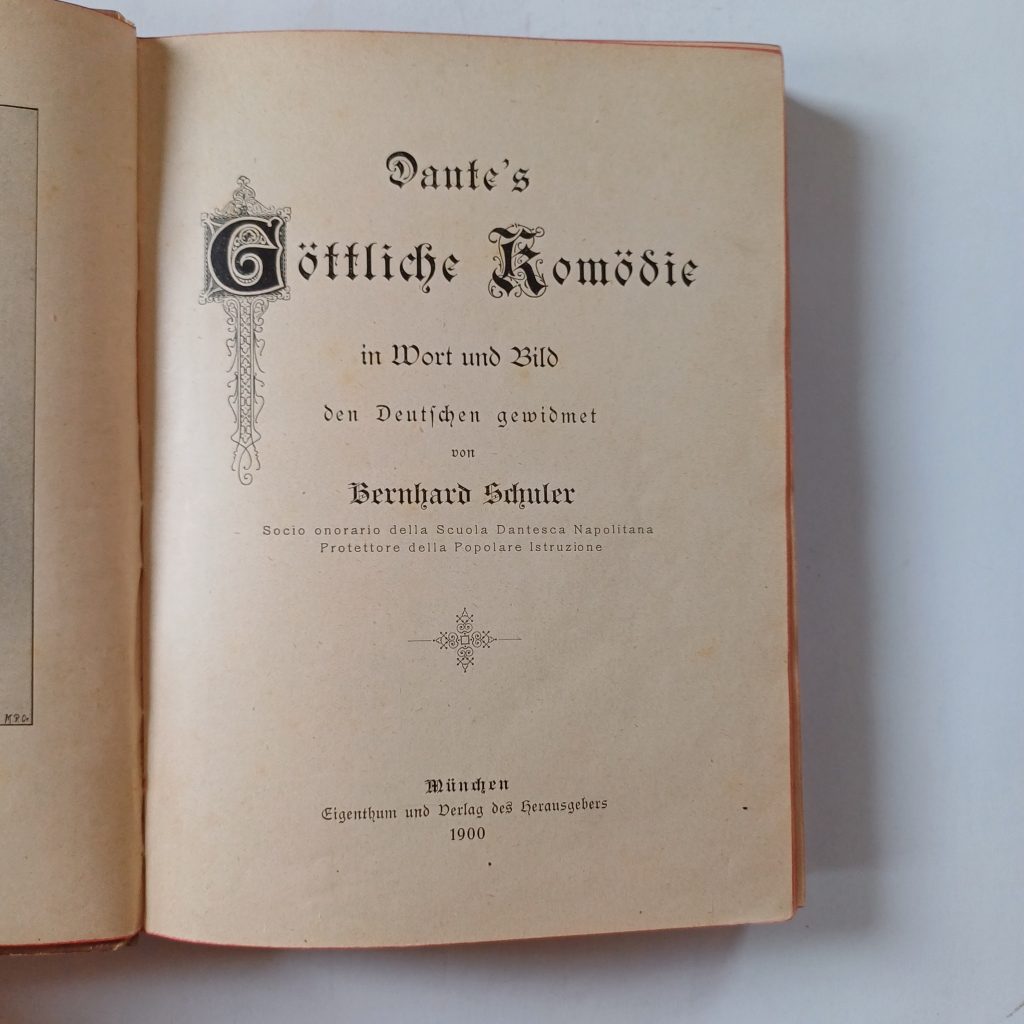 Dante's
Göttliche Komödie
in Wort und Bild
den Deutſchen gewidmet
von
Bernhard Schuler
Socio onorario della Scuola Dantesca Napolitana
Protettore della Popolare Istruzione
München
Eigenthum und Verlag des Herausgebers
1900